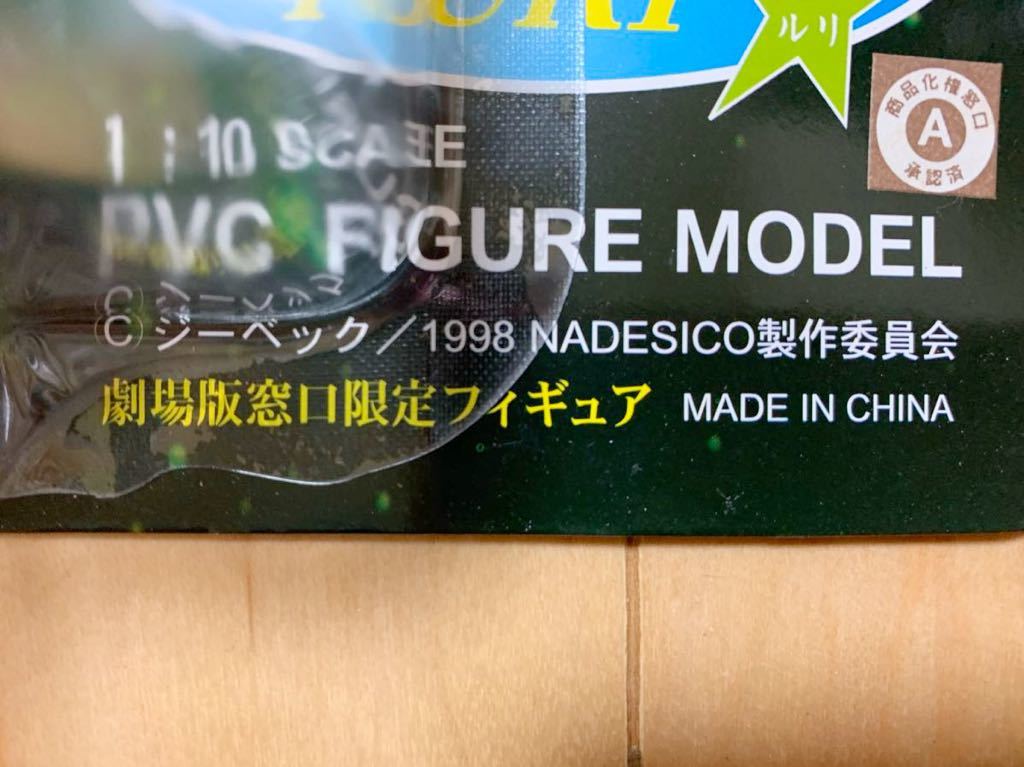 ルリ
商品化権窓口
A
承認済
1:10 SCALE
PVC FIGURE MODEL
(C)ジーベック/1998 NADESICO製作委員会
劇場版窓口限定フィギュア MADE IN CHINA